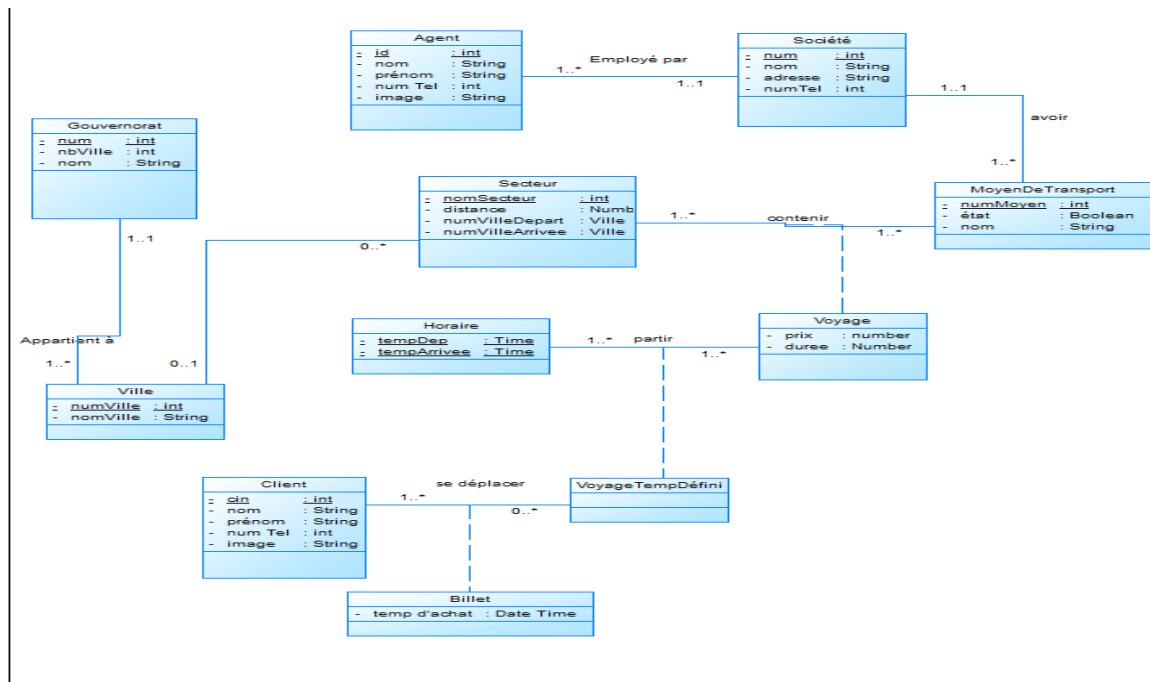 Agent
- id : int
- nom : String
- prénom : String
- num Tel : int
- image : String
Employé par
1..*
1..1
Société
- num : int
- nom : String
- adresse : String
- numTel : int
1..1
avoir
1..*
Gouvernorat
- num : int
- nbVille : int
- nom : String
1..1
Appartient à
1..*
Secteur
- nomSecteur : int
- distance : Numb
- numVilleDepart : Ville
- numVilleArrivee : Ville
0..*
0..1
1..*
contenir
1..*
MoyenDeTransport
- numMoyen : int
- état : Boolean
- nom : String
Horaire
- tempDep : Time
- tempArrivee : Time
1..*
partir
1..*
Voyage
- prix : number
- duree : Number
Ville
- numVille : int
- nomVille : String
Client
- cin : int
- nom : String
- prénom : String
- num Tel : int
- image : String
se déplacer
1..*
0..*
VoyageTempDéfini
Billet
- temp d'achat : Date Time